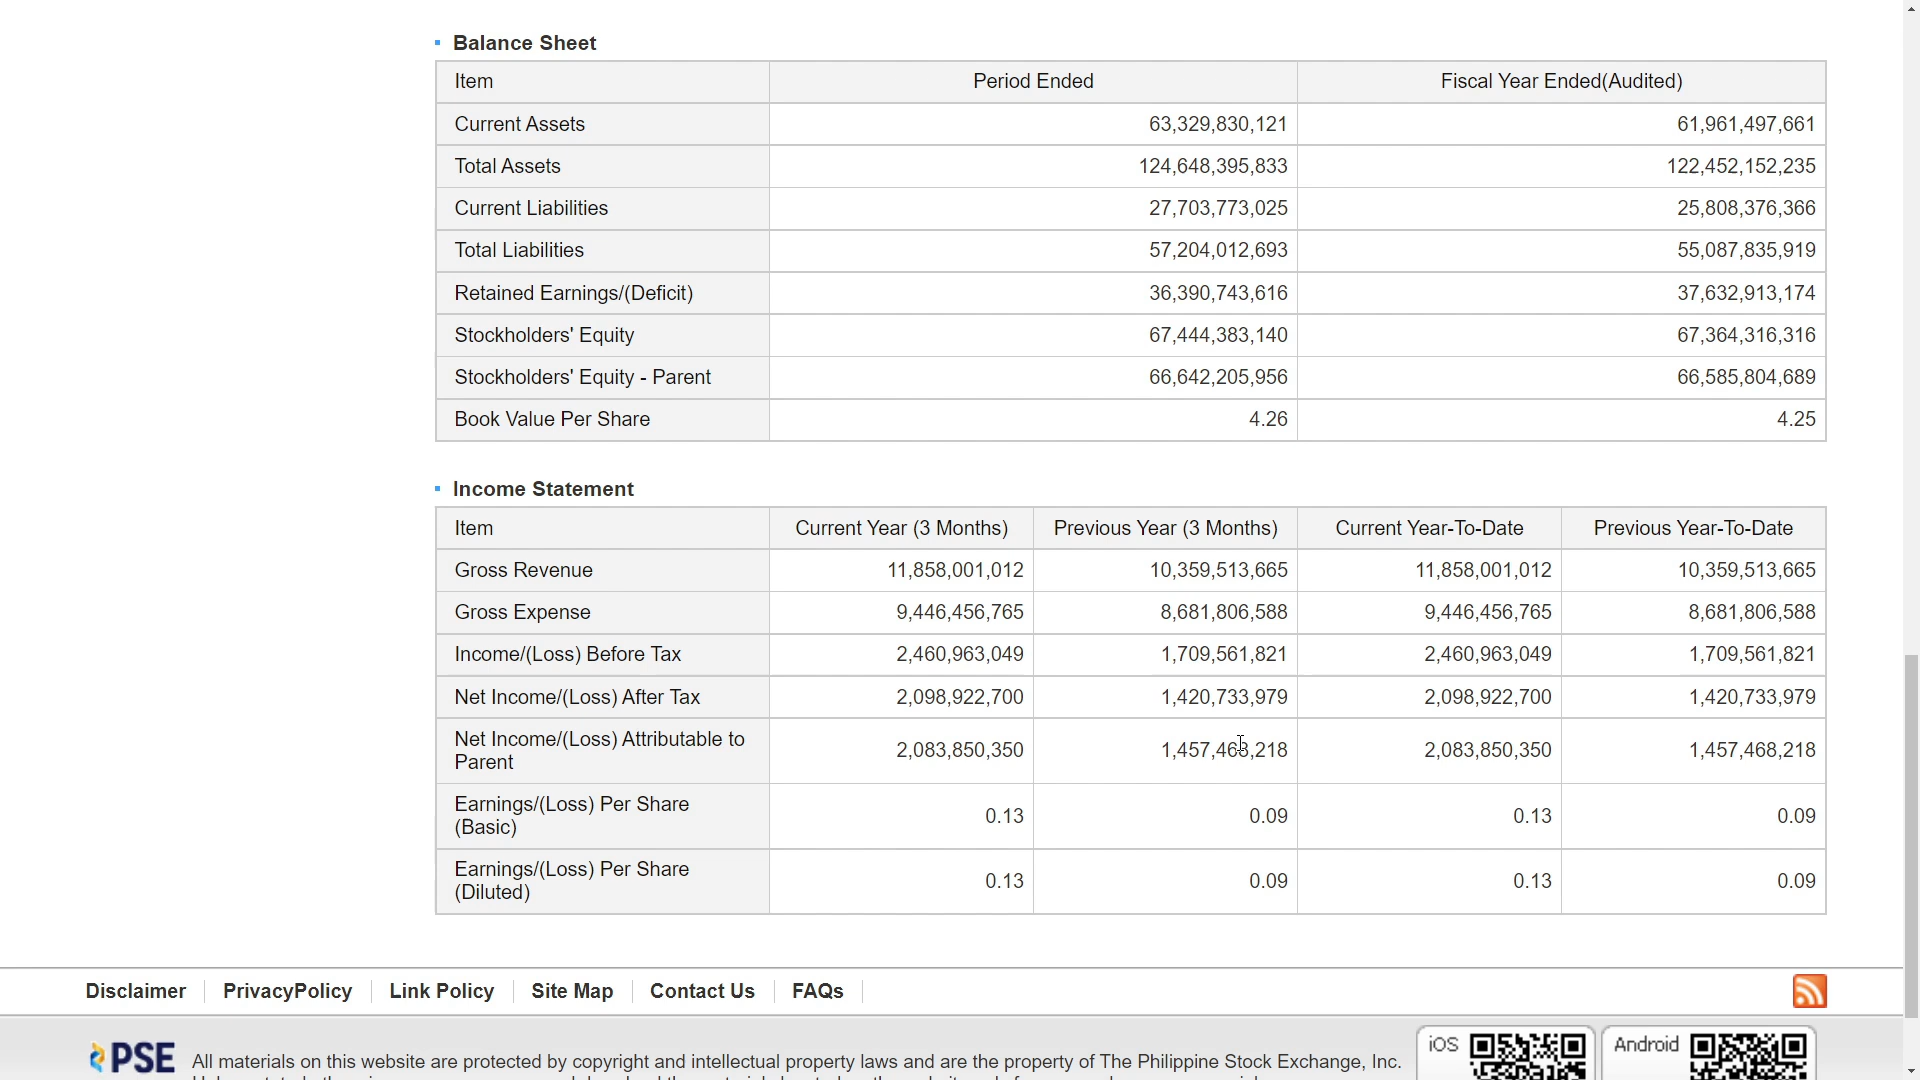 Balance Sheet
Item Period Ended Fiscal Year Ended(Audited)
Current Assets 63,329,830,121 61,961,497,661
Total Assets 124,648,395,833 122,452,152,235
Current Liabilities 27,703,773,025 25,808,376,366
Total Liabilities 57,204,012,693 55,087,835,919
Retained Earnings/(Deficit) 36,390,743,616 37,632,913,174
Stockholders' Equity 67,444,383,140 67,364,316,316
Stockholders' Equity - Parent 66,642,205,956 66,585,804,689
Book Value Per Share 4.26 4.25
Income Statement
Item Current Year (3 Months) Previous Year (3 Months) Current Year-To-Date Previous Year-To-Date
Gross Revenue 11,858,001,012 10,359,513,665 11,858,001,012 10,359,513,665
Gross Expense 9,446,456,765 8,681,806,588 9,446,456,765 8,681,806,588
Income/(Loss) Before Tax 2,460,963,049 1,709,561,821 2,460,963,049 1,709,561,821
Net Income/(Loss) After Tax 2,098,922,700 1,420,733,979 2,098,922,700 1,420,733,979
Net Income/(Loss) Attributable to
Parent 2,083,850,350 1,457,468,218 2,083,850,350 1,457,468,218
Earnings/(Loss) Per Share
(Basic) 0.13 0.09 0.13 0.09
Earnings/(Loss) Per Share
(Diluted) 0.13 0.09 0.13 0.09
Disclaimer PrivacyPolicy Link Policy Site Map Contact Us FAQs
PSE All materials on this website are protected by copyright and intellectual property laws and are the property of The Philippine Stock Exchange, Inc. iOS Android